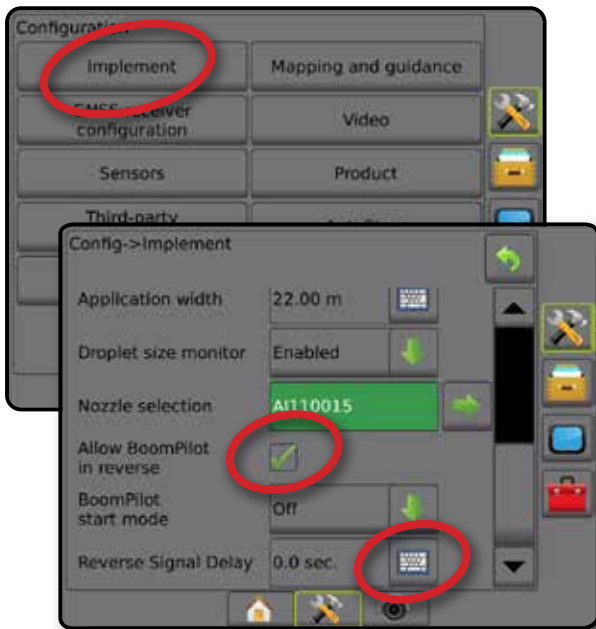 Configuration
Implement
Mapping and guidance
GNSS receiver
configuration
Video
Sensors
Product
Third-party
Config->Implement
Application width
22.00 m
Droplet size monitor
Enabled
Nozzle selection
AI110015
Allow BoomPilot
in reverse
BoomPilot
start mode
Off
Reverse Signal Delay
0.0 sec.